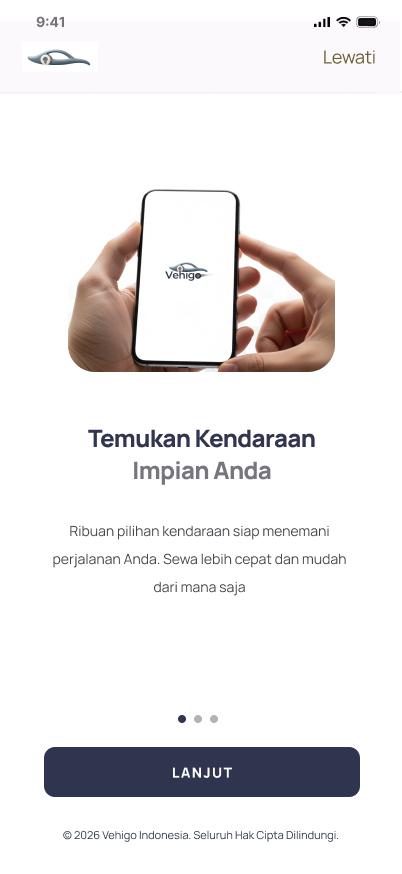 9:41
Lewati
Vehigo
Temukan Kendaraan
Impian Anda
Ribuan pilihan kendaraan siap menemani
perjalanan Anda. Sewa lebih cepat dan mudah
dari mana saja
LANJUT
© 2026 Vehigo Indonesia. Seluruh Hak Cipta Dilindungi.